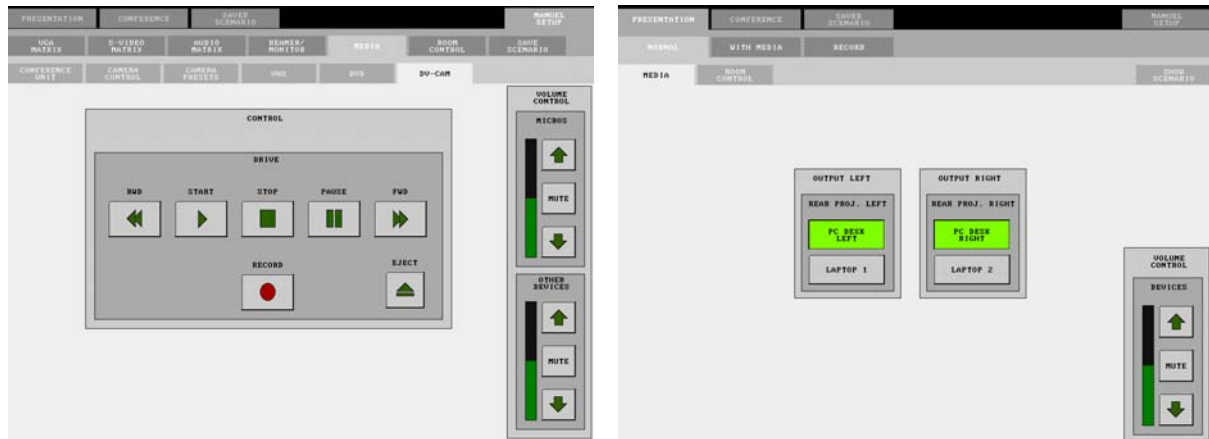 PRESENTATION
CONFERENCE
SAVED
SCENARIO
MANUEL
SETUP
VGA
MATRIX
S-VIDEO
MATRIX
AUDIO
MATRIX
BEAMER/
MONITOR
MEDIA
ROOM
CONTROL
SAVE
SCENARIO
CONFERENCE
UNIT
CAMERA
CONTROL
CAMERA
PRESETS
VHS
DVD
DV-CAM
CONTROL
DRIVE
RWD
START
STOP
PAUSE
FWD
RECORD
EJECT
VOLUME
CONTROL
MICROS
MUTE
OTHER
DEVICES
MUTE
PRESENTATION
CONFERENCE
SAVED
SCENARIO
MANUEL
SETUP
NORMAL
WITH MEDIA
RECORD
MEDIA
ROOM
CONTROL
SHOW
SCENARIO
OUTPUT LEFT
REAR PROJ. LEFT
PC DESK
LEFT
LAPTOP 1
OUTPUT RIGHT
REAR PROJ. RIGHT
PC DESK
RIGHT
LAPTOP 2
VOLUME
CONTROL
DEVICES
MUTE